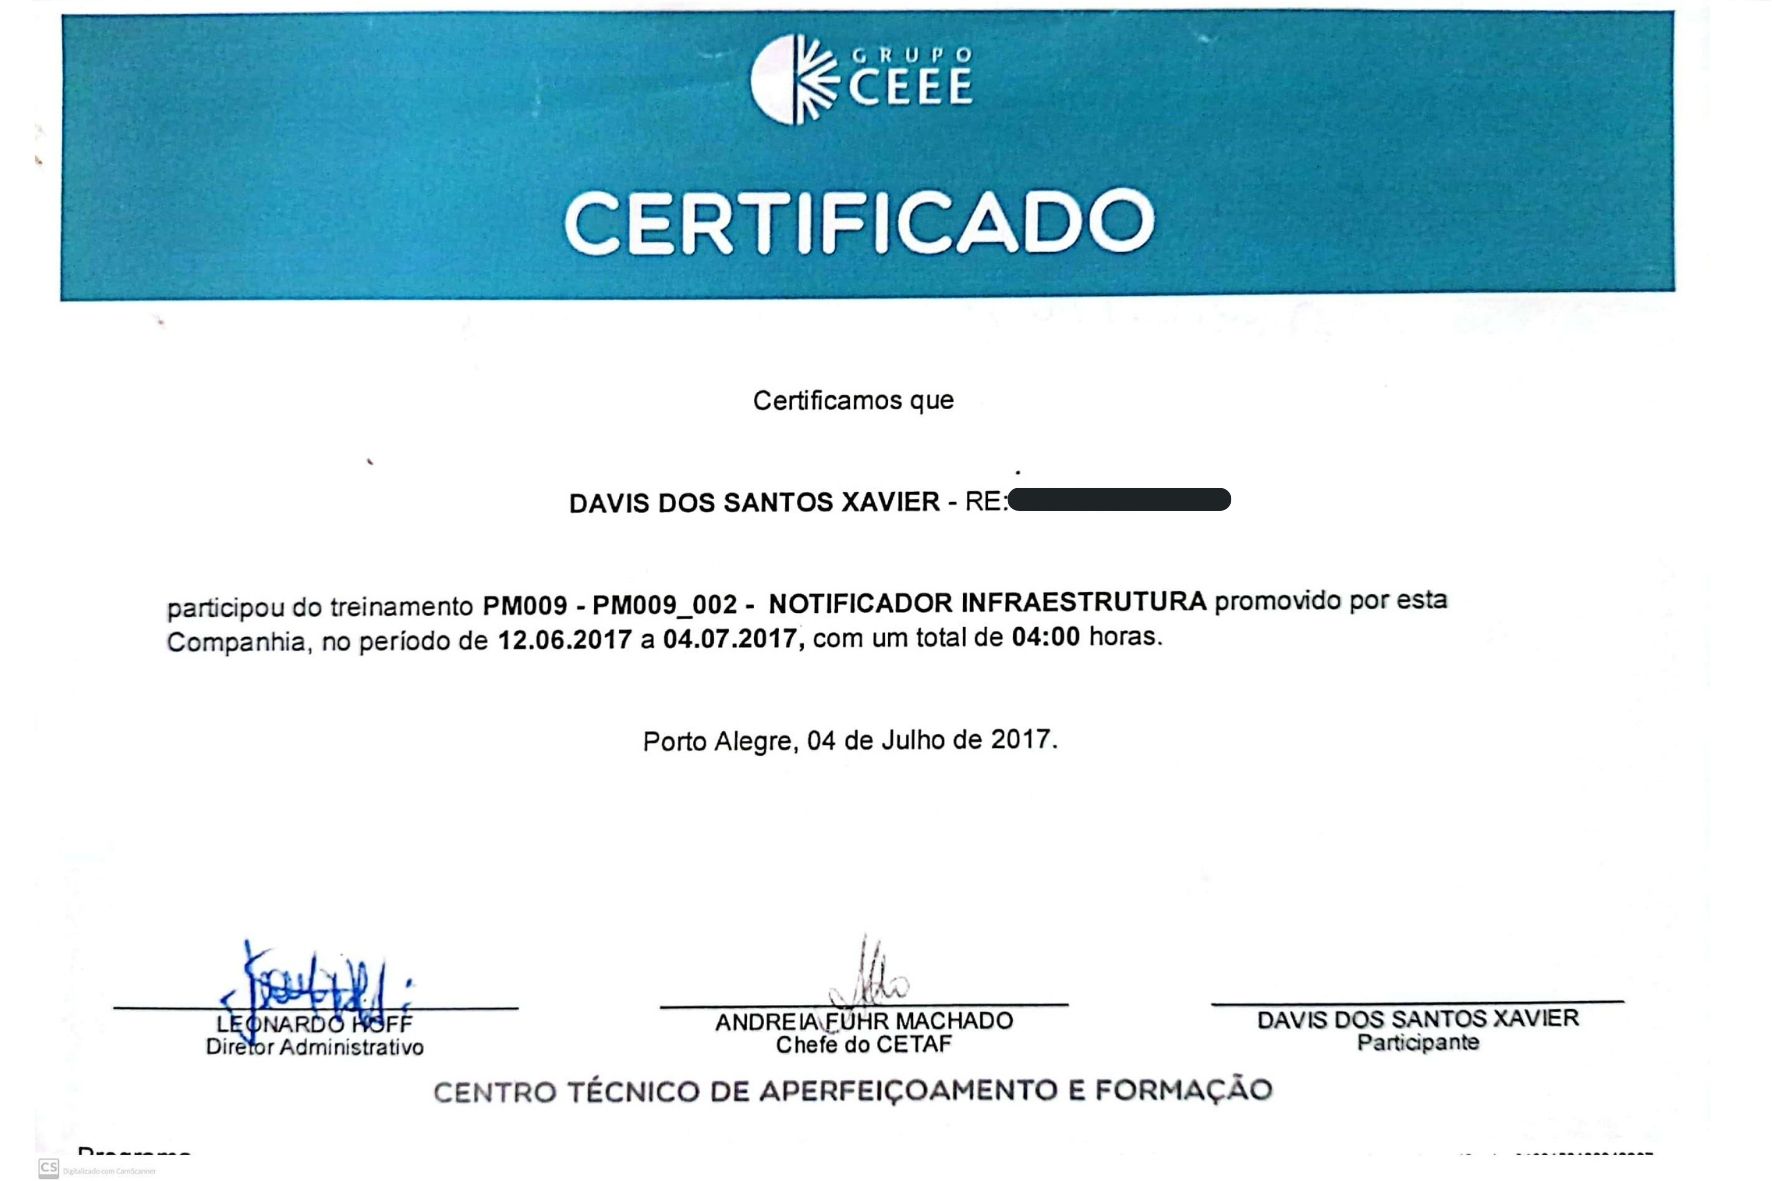 GRUPO
CEEE
CERTIFICADO
Certificamos que
DAVIS DOS SANTOS XAVIER - RE:
participou do treinamento PM009 - PM009_002 - NOTIFICADOR INFRAESTRUTURA promovido por esta
Companhia, no período de 12.06.2017 a 04.07.2017, com um total de 04:00 horas.
Porto Alegre, 04 de Julho de 2017.
LEONARDO HOFF
Diretor Administrativo
ANDREIA FUHR MACHADO
Chefe do CETAF
DAVIS DOS SANTOS XAVIER
Participante
CENTRO TÉCNICO DE APERFEIÇOAMENTO E FORMAÇÃO
Programa
CS Digitalizado com CamScanner